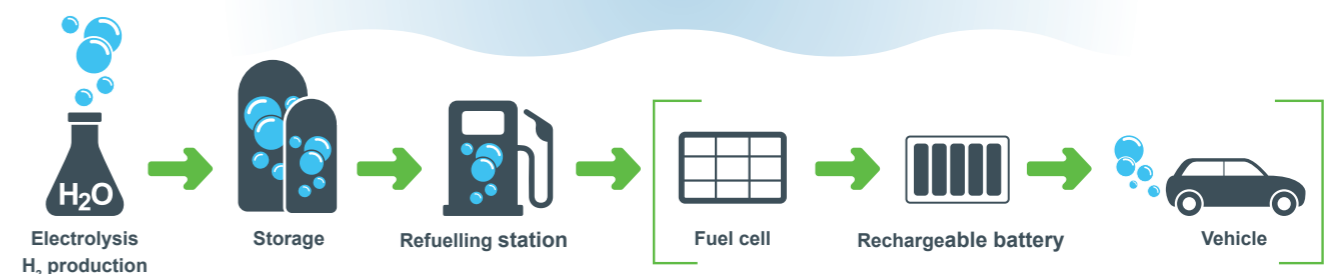 H₂O
Electrolysis
H₂ production
Storage
Refuelling station
Fuel cell
Rechargeable battery
Vehicle